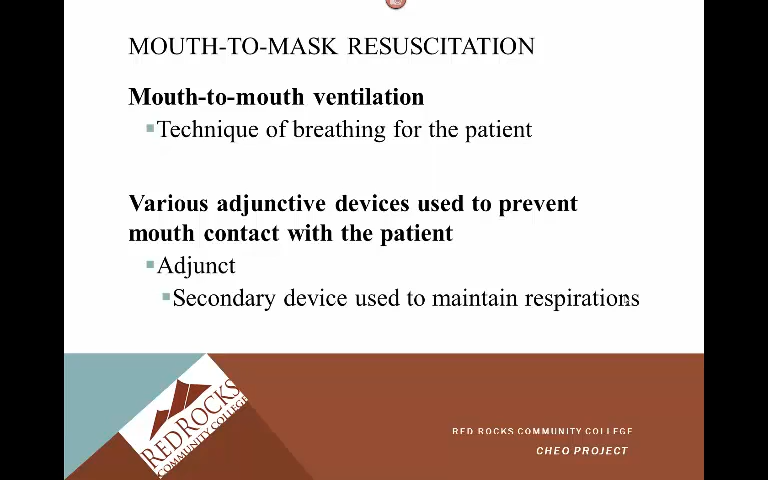 MOUTH-TO-MASK RESUSCITATION
Mouth-to-mouth ventilation
Technique of breathing for the patient
Various adjunctive devices used to prevent
mouth contact with the patient
Adjunct
Secondary device used to maintain respirations
RED ROCKS
COMMUNITY COLLEGE
RED ROCKS COMMUNITY COLLEGE
CHEO PROJECT